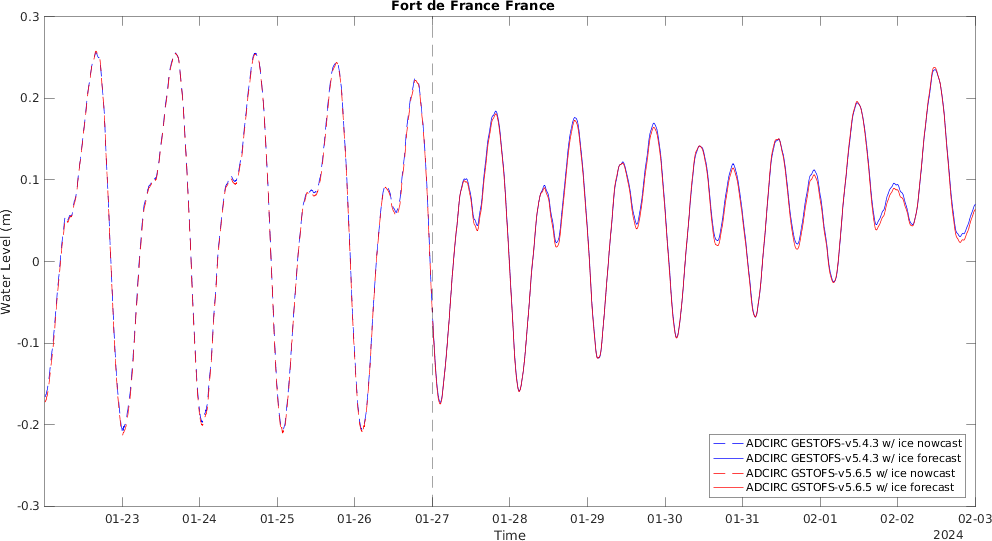 Fort de France France
0.3
0.2
0.1
0
-0.1
-0.2
-0.3
Water Level (m)
01-23 01-24 01-25 01-26 01-27 01-28 01-29 01-30 01-31 02-01 02-02 02-03
Time
2024
ADCIRC GESTOFS-v5.4.3 w/ ice nowcast
ADCIRC GESTOFS-v5.4.3 w/ ice forecast
ADCIRC GSTOFS-v5.6.5 w/ ice nowcast
ADCIRC GSTOFS-v5.6.5 w/ ice forecast